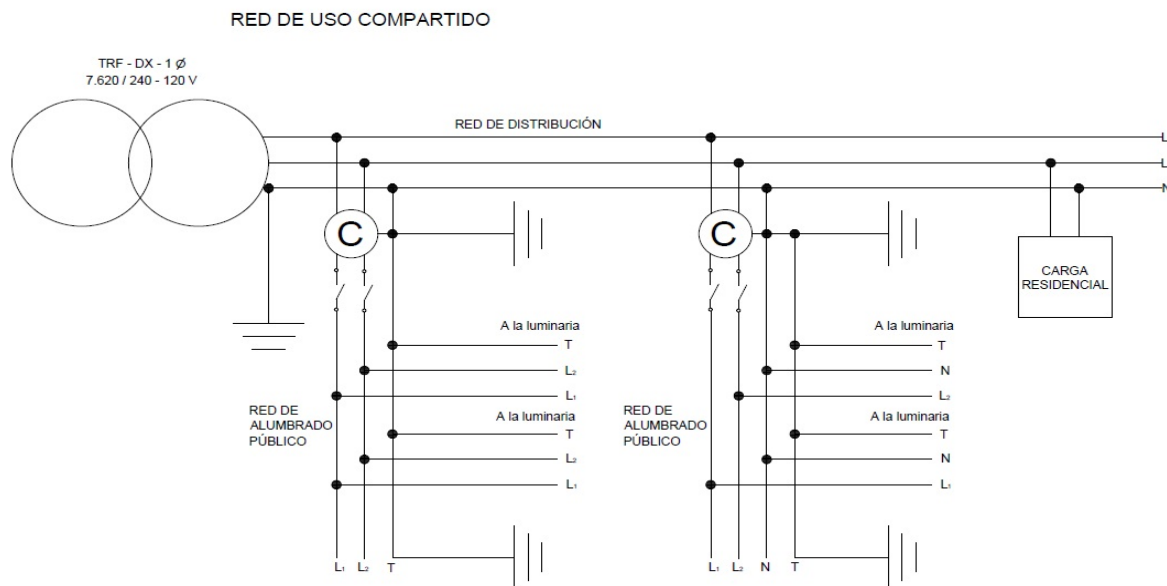 RED DE USO COMPARTIDO
TRF - DX - 1 Ø
7.620 / 240 - 120 V
RED DE DISTRIBUCIÓN
L
L
N
C
C
CARGA
RESIDENCIAL
A la luminaria
T
L₂
L₁
RED DE
ALUMBRADO
PÚBLICO
A la luminaria
T
L₂
L₁
L₁ L₂ T
A la luminaria
T
N
L₂
RED DE
ALUMBRADO
PÚBLICO
A la luminaria
T
N
L₁
L₁ L₂ N T